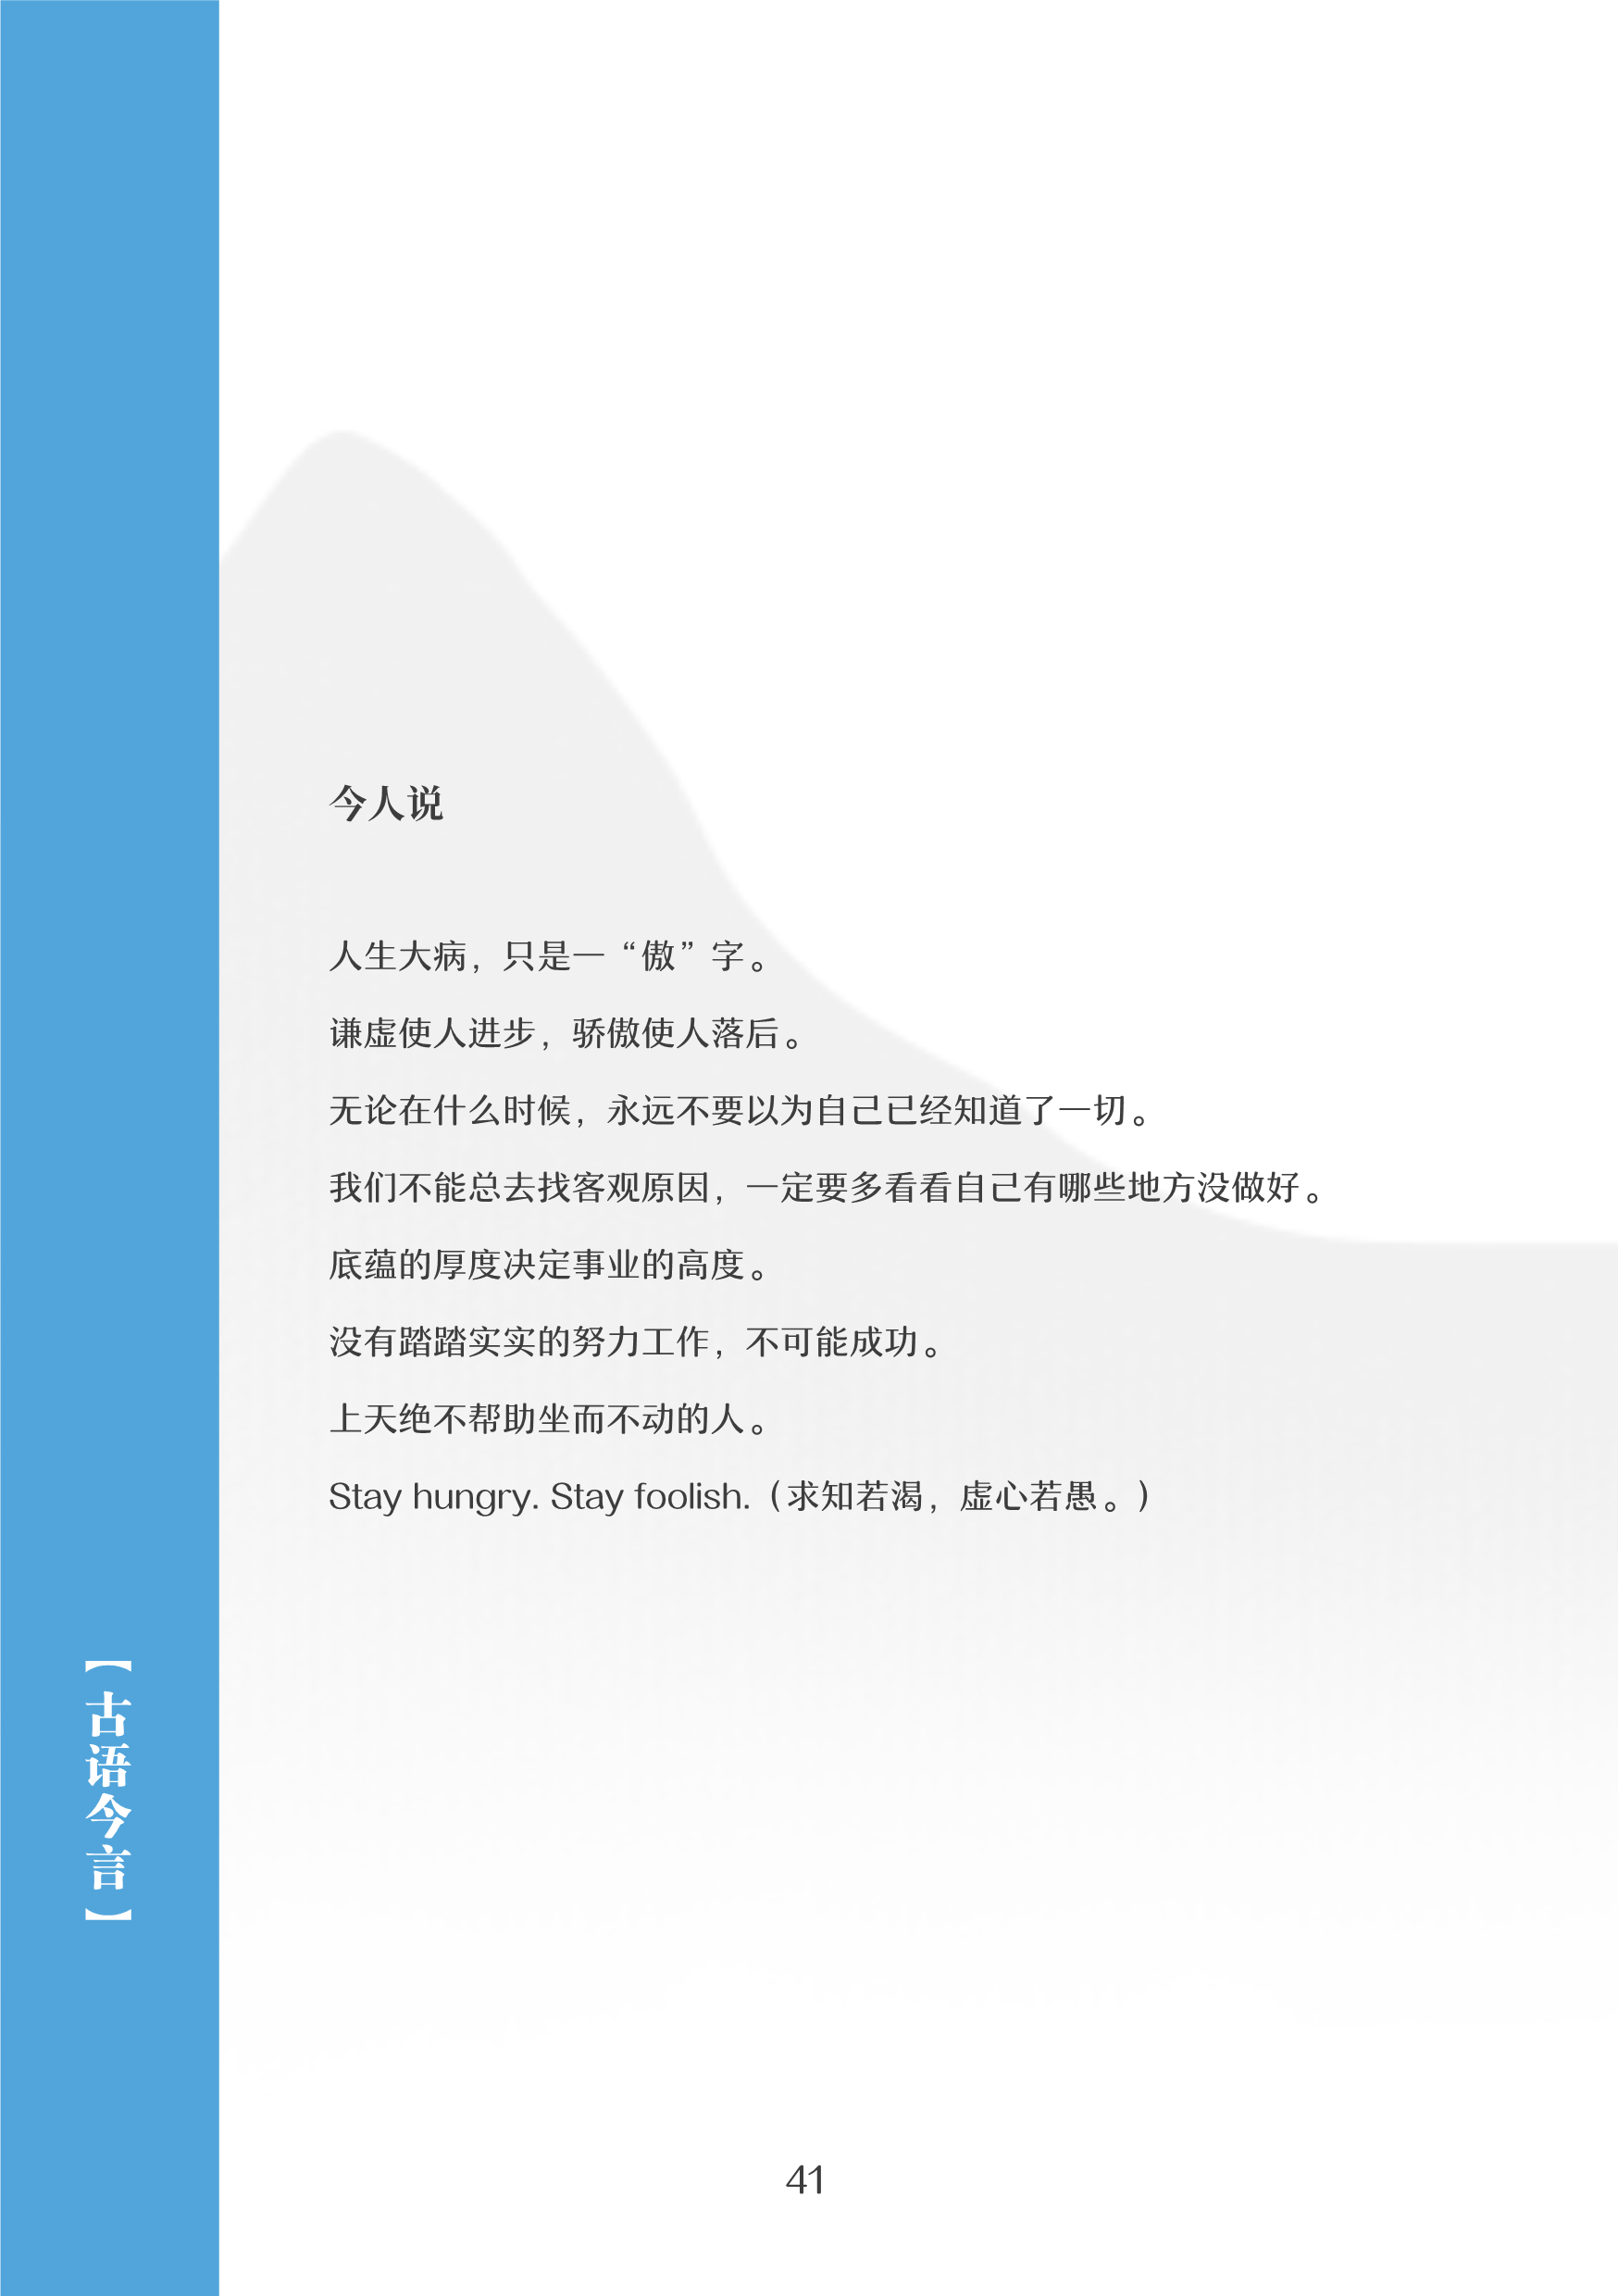 今人说
人生大病，只是一“傲”字。
谦虚使人进步，骄傲使人落后。
无论在什么时候，永远不要以为自己已经知道了一切。
我们不能总去找客观原因，一定要多看看自己有哪些地方没做好。
底蕴的厚度决定事业的高度。
没有踏踏实实的努力工作，不可能成功。
上天绝不帮助坐而不动的人。
Stay hungry. Stay foolish.（求知若渴，虚心若愚。）
【古语今言】
41